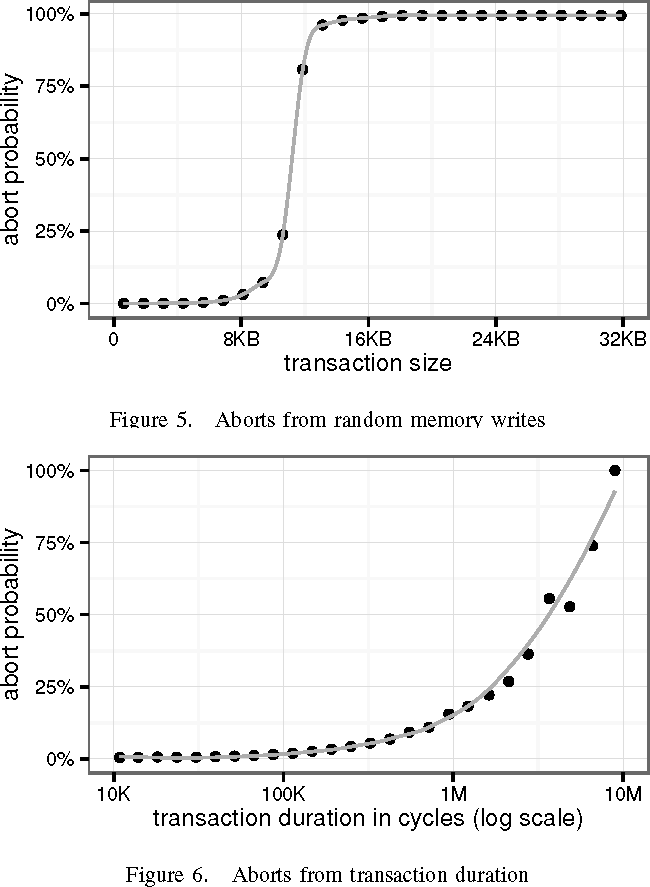 100%
75%
50%
25%
0%
abort probability
0 8KB 16KB 24KB 32KB
transaction size
Figure 5. Aborts from random memory writes
100%
75%
50%
25%
0%
abort probability
10K 100K 1M 10M
transaction duration in cycles (log scale)
Figure 6. Aborts from transaction duration